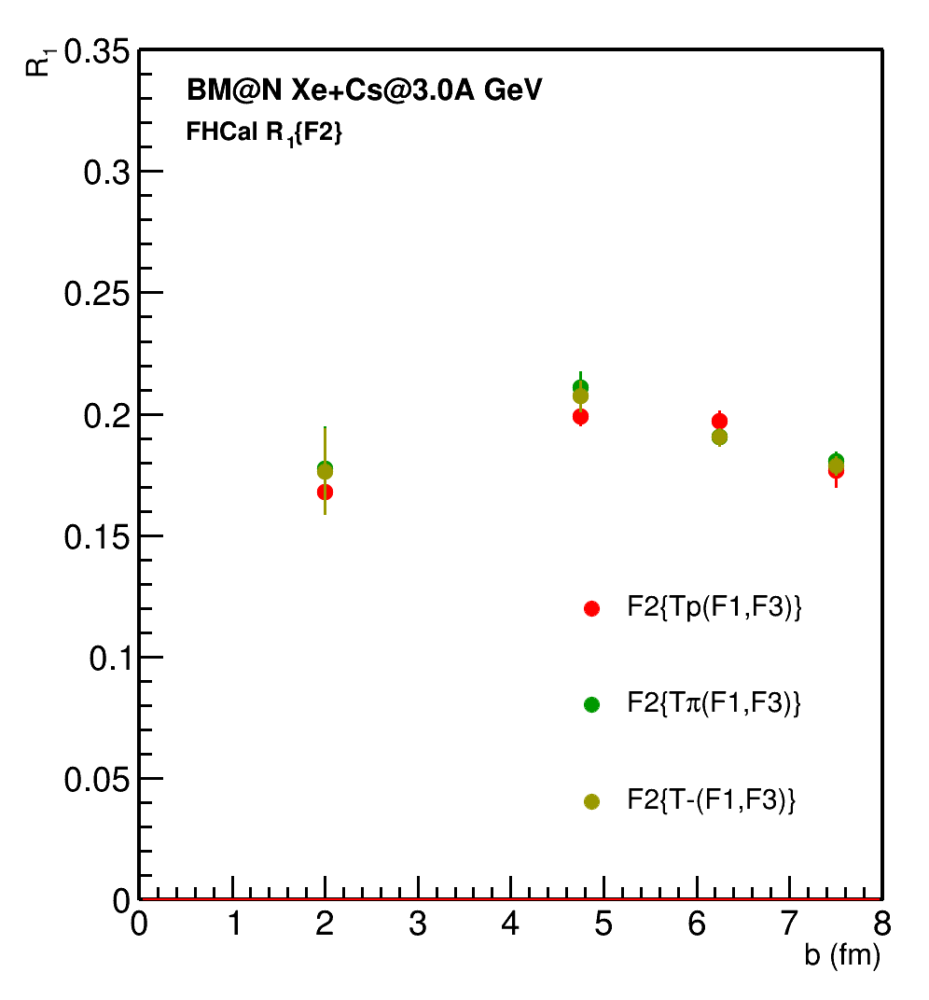 R1
0.35
BM@N Xe+Cs@3.0A GeV
FHCal R1{F2}
0.3
0.25
0.2
0.15
F2{Tp(F1,F3)}
0.1
F2{Tπ(F1,F3)}
0.05
F2{T-(F1,F3)}
0
0 1 2 3 4 5 6 7 8
b (fm)